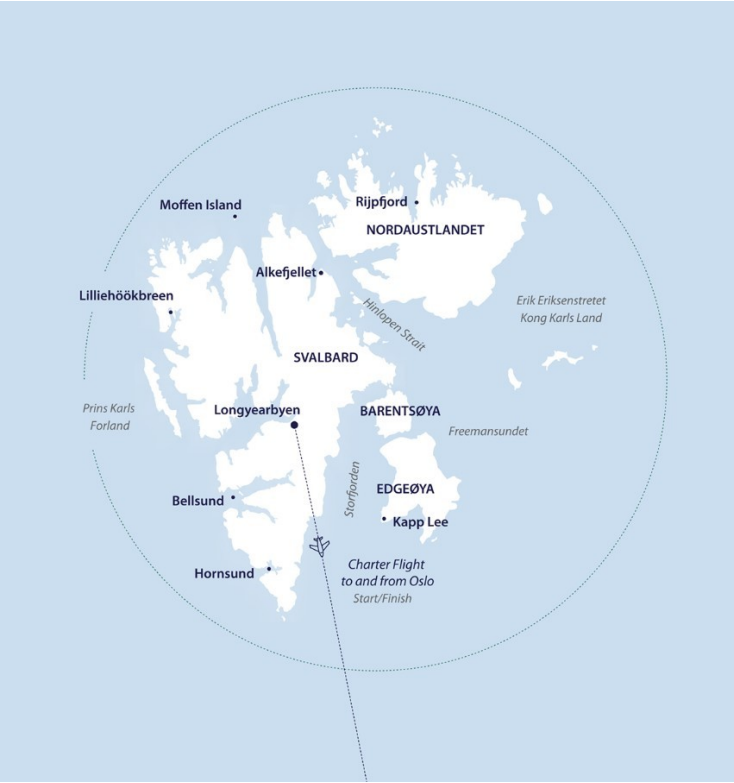 Moffen Island
Rijpfjord
NORDAUSTLANDET
Alkefjellet
Lilliehöökbreen
Erik Eriksenstretet
Kong Karls Land
Hinlopen Strait
SVALBARD
Prins Karls
Forland
Longyearbyen
BARENTSØYA
Freemansundet
Storfjorden
EDGEØYA
Bellsund
Kapp Lee
Hornsund
Charter Flight
to and from Oslo
Start/Finish